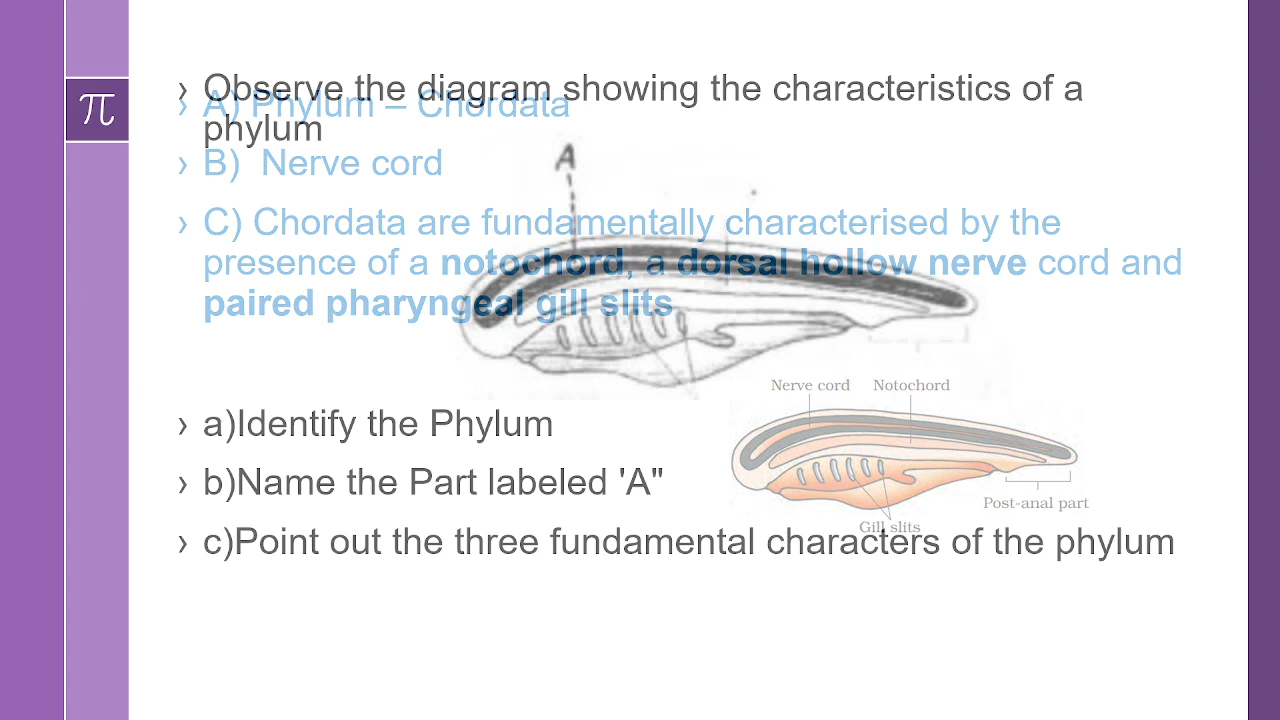 π
› Observe the diagram showing the characteristics of a
phylum
› A) Phylum – Chordata
› B) Nerve cord
› C) Chordata are fundamentally characterised by the
presence of a notochord, a dorsal hollow nerve cord and
paired pharyngeal gill slits
A
› a)Identify the Phylum
› b)Name the Part labeled 'A"
› c)Point out the three fundamental characters of the phylum
Nerve cord Notochord
Post-anal part
Gill slits